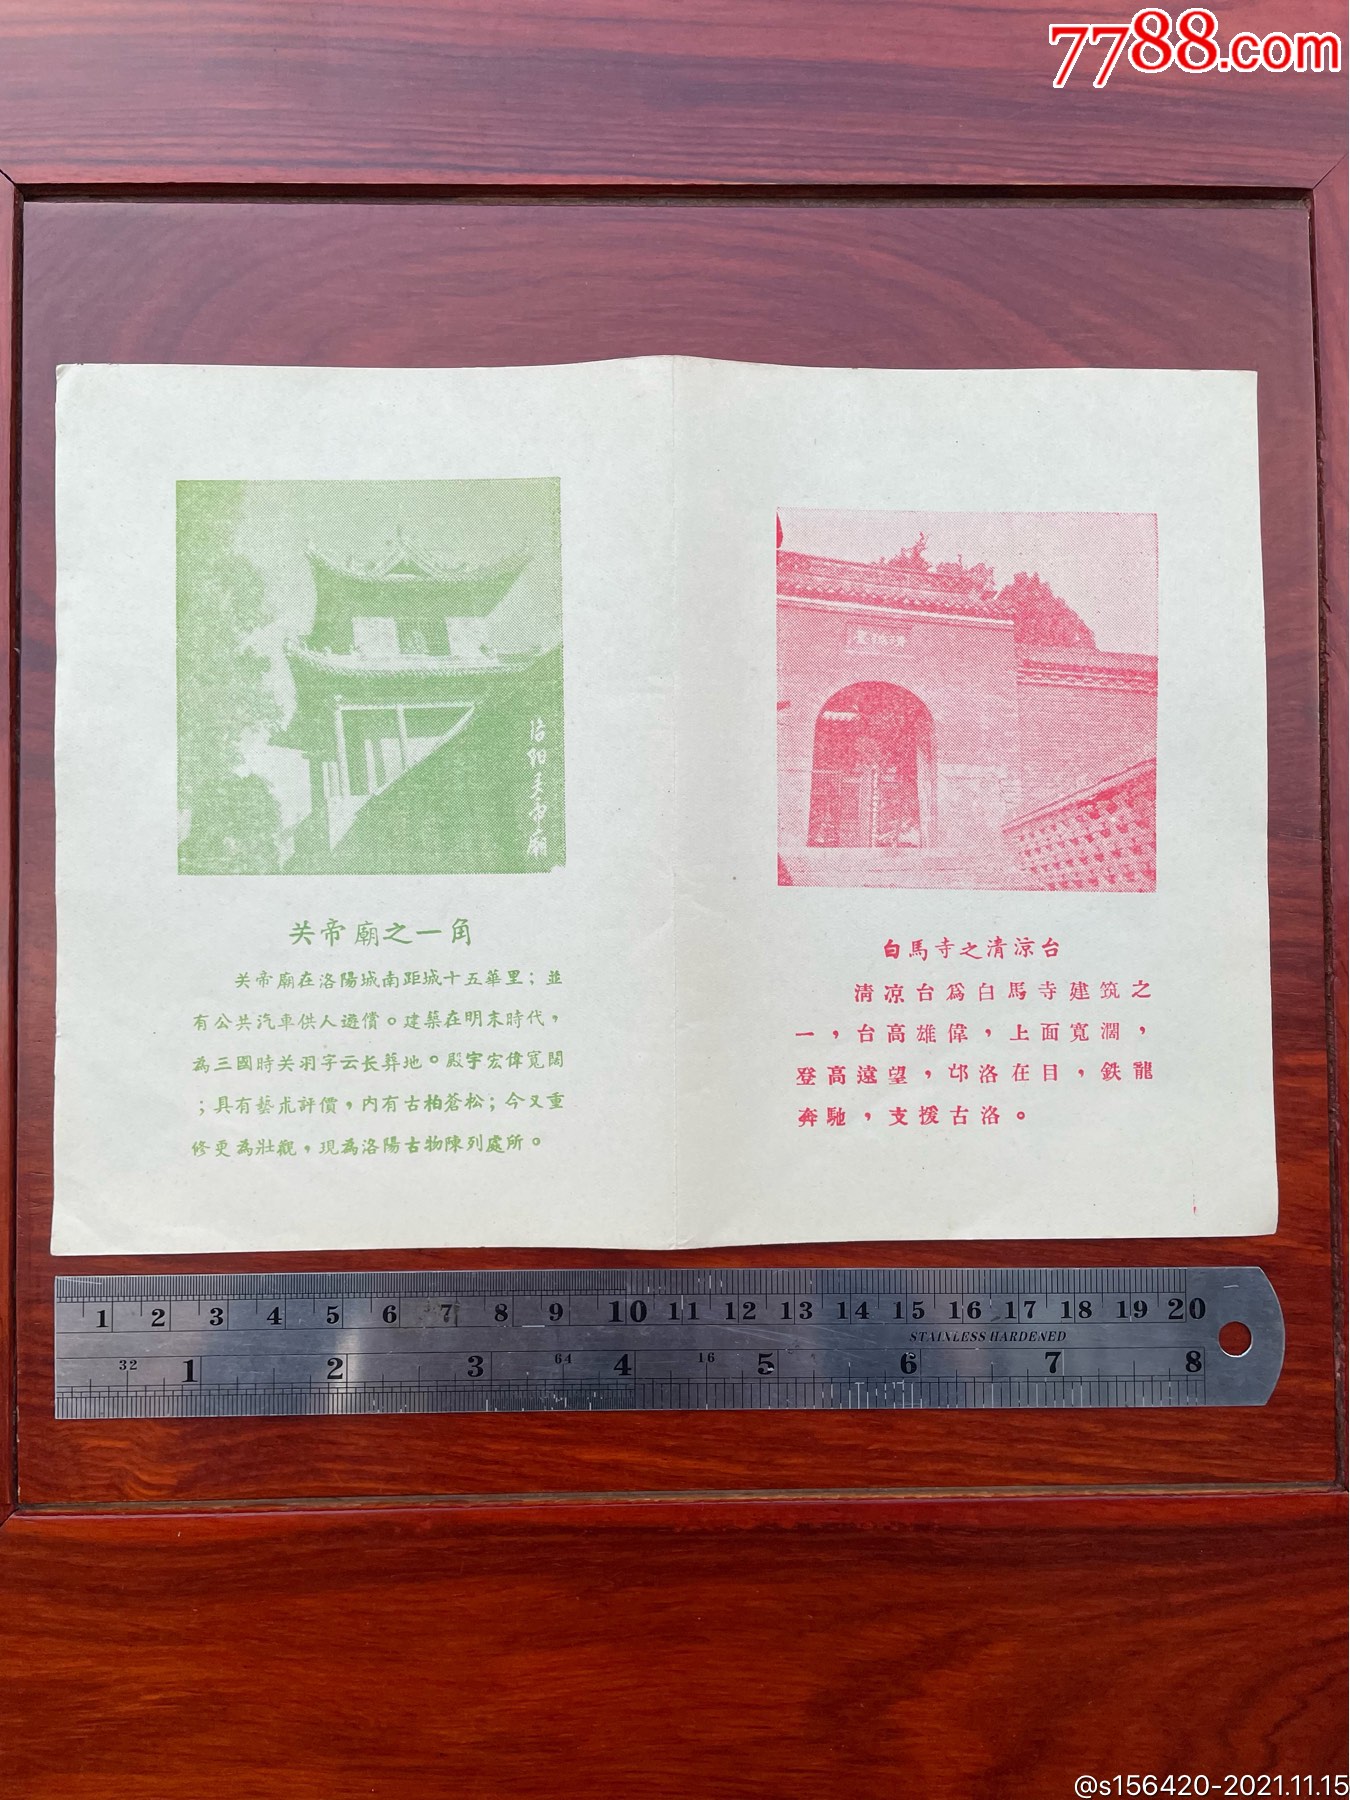 7788.com
洛阳关帝廟
关帝廟之一角
关帝廟在洛陽城南距城十五華里；並
有公共汽車供人遊償。建築在明末時代，
為三國時关羽字云长葬地。殿宇宏偉寬闊
；具有藝朮評價，内有古柏蒼松；今又重
修更為壯觀，現為洛陽古物陳列處所。
白馬寺之清涼台
清凉台爲白馬寺建筑之
一，台高雄偉，上面寬濶，
登高遠望，邙洛在目，鉄龍
奔馳，支援古洛。
1 2 3 4 5 6 7 8 9 10 11 12 13 14 15 16 17 18 19 20
STAINLESS HARDENED
32 1 2 3 64 4 16 5 6 7 8
@s156420-2021.11.15